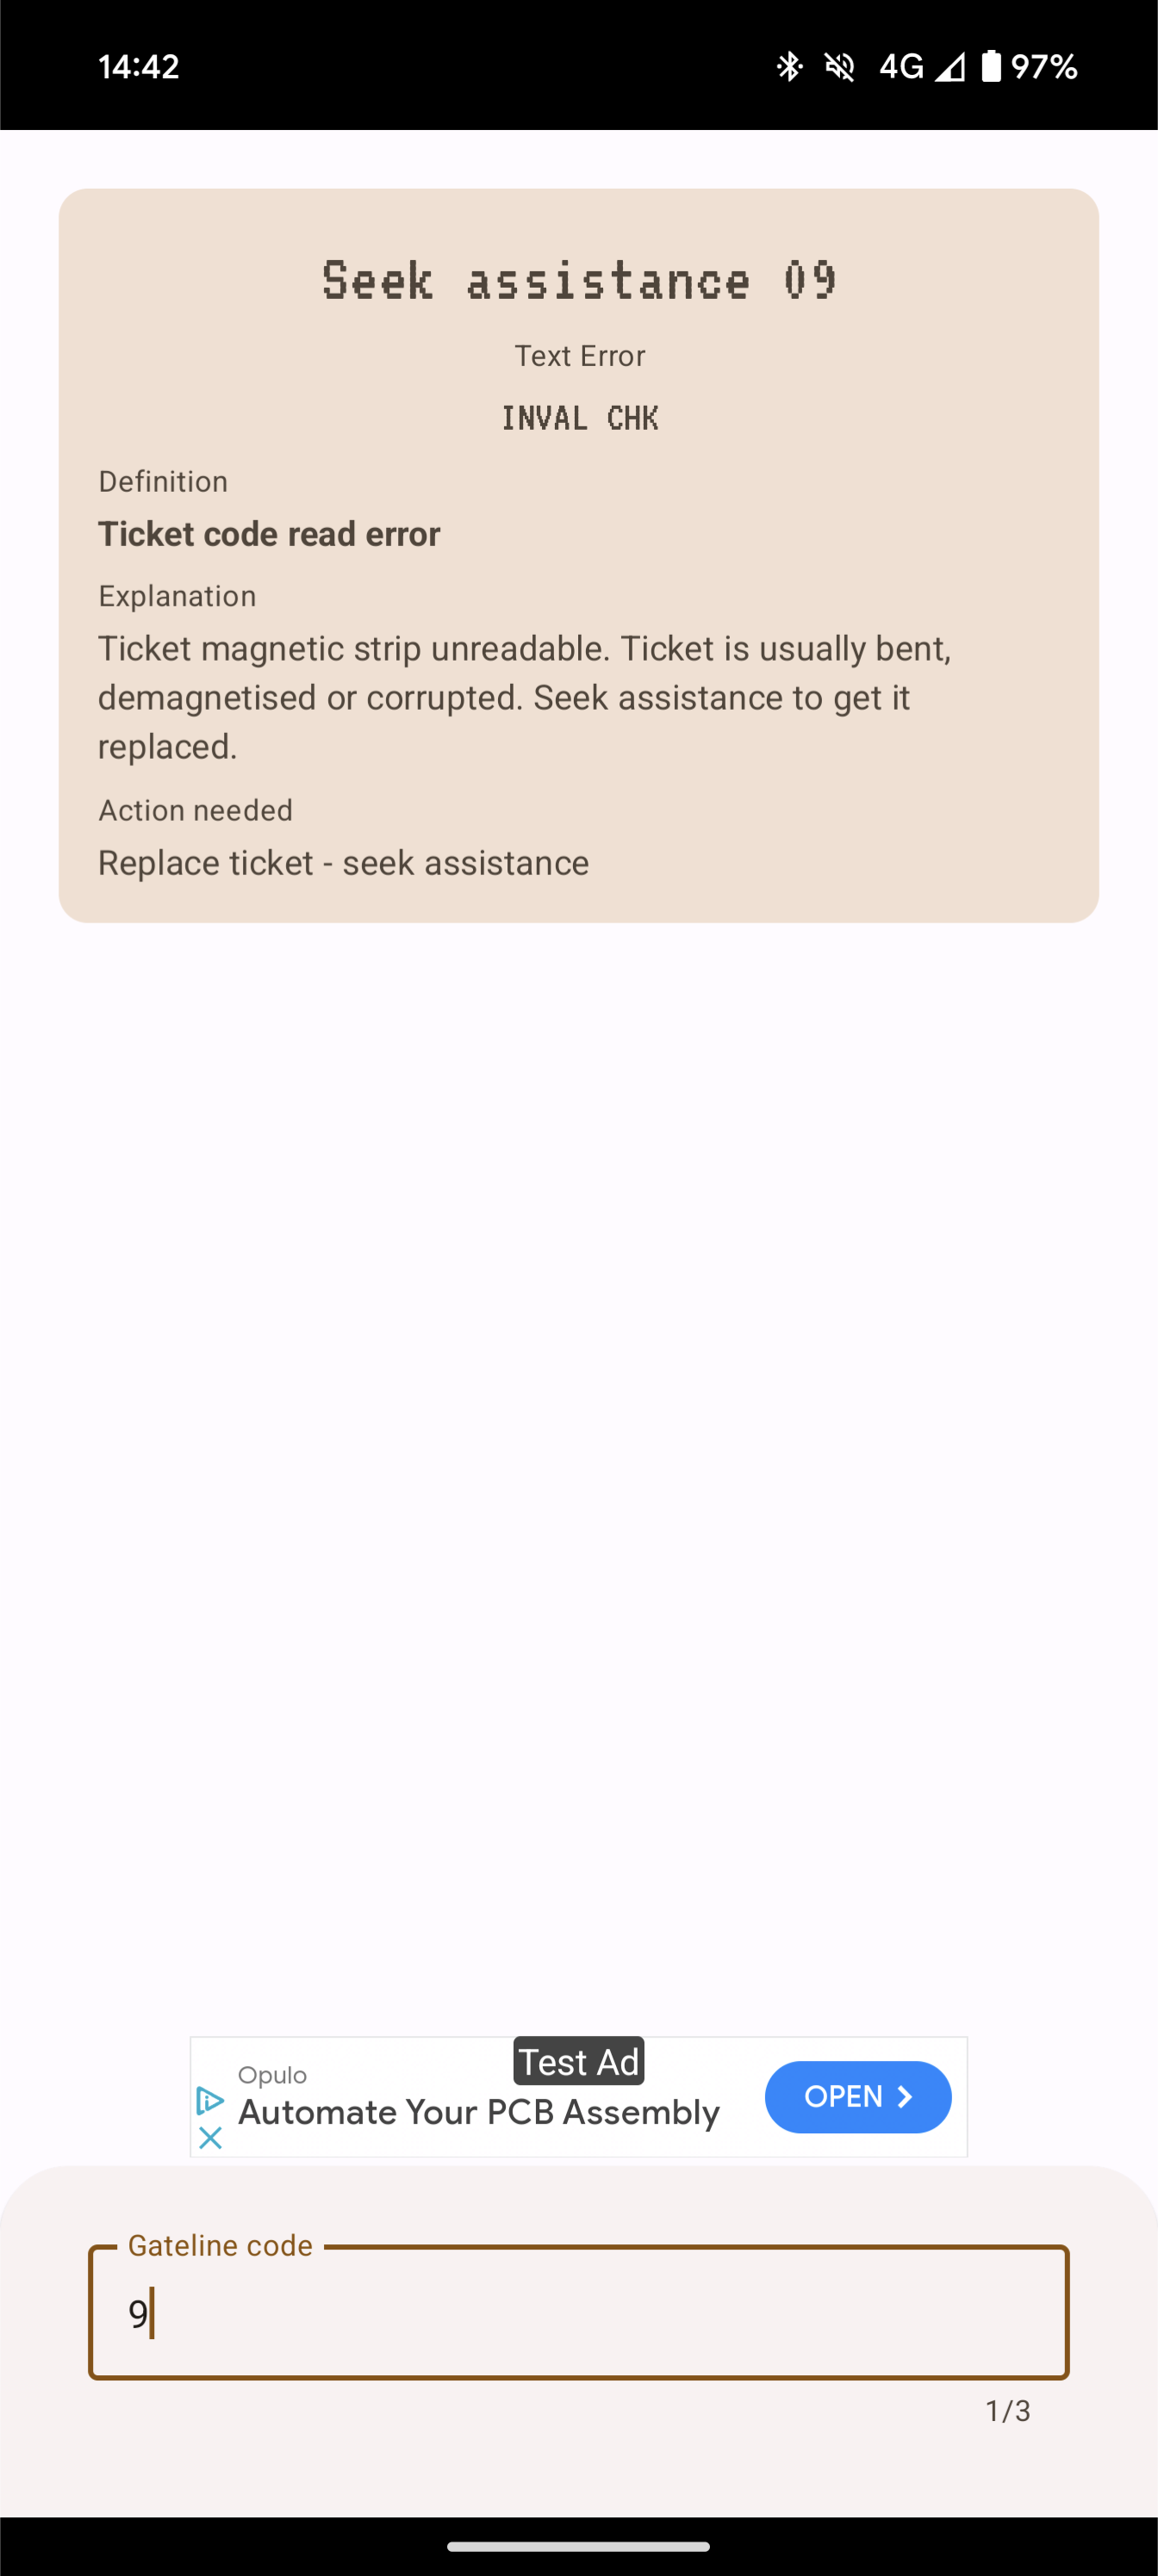 14:42
4G 97%
Seek assistance 09
Text Error
INVAL CHK
Definition
Ticket code read error
Explanation
Ticket magnetic strip unreadable. Ticket is usually bent,
demagnetised or corrupted. Seek assistance to get it
replaced.
Action needed
Replace ticket - seek assistance
Test Ad
Opulo
Automate Your PCB Assembly
OPEN
Gateline code
9
1/3